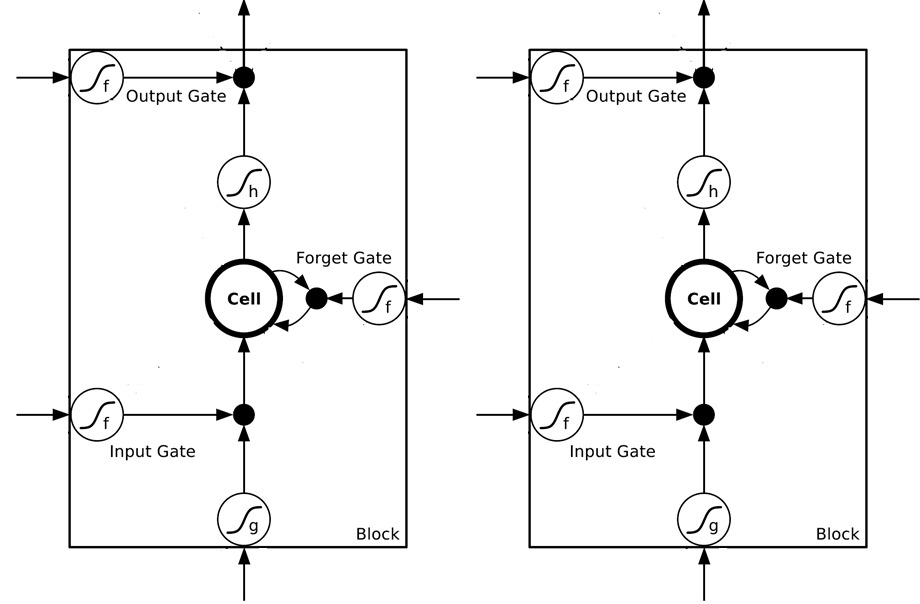 f
Output Gate
h
Forget Gate
Cell
f
f
Input Gate
g
Block
f
Output Gate
h
Forget Gate
Cell
f
f
Input Gate
g
Block